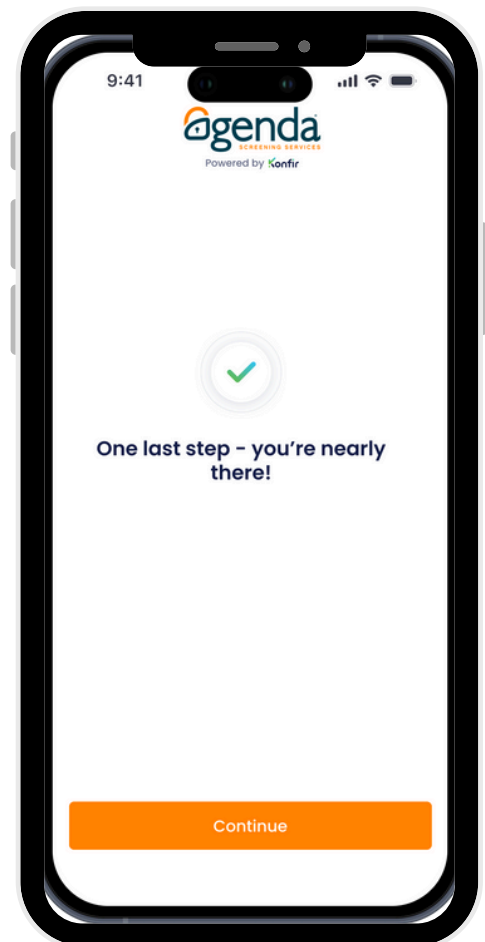 9:41
agenda
SCREENING SERVICES
Powered by Konfir
One last step - you're nearly
there!
Continue